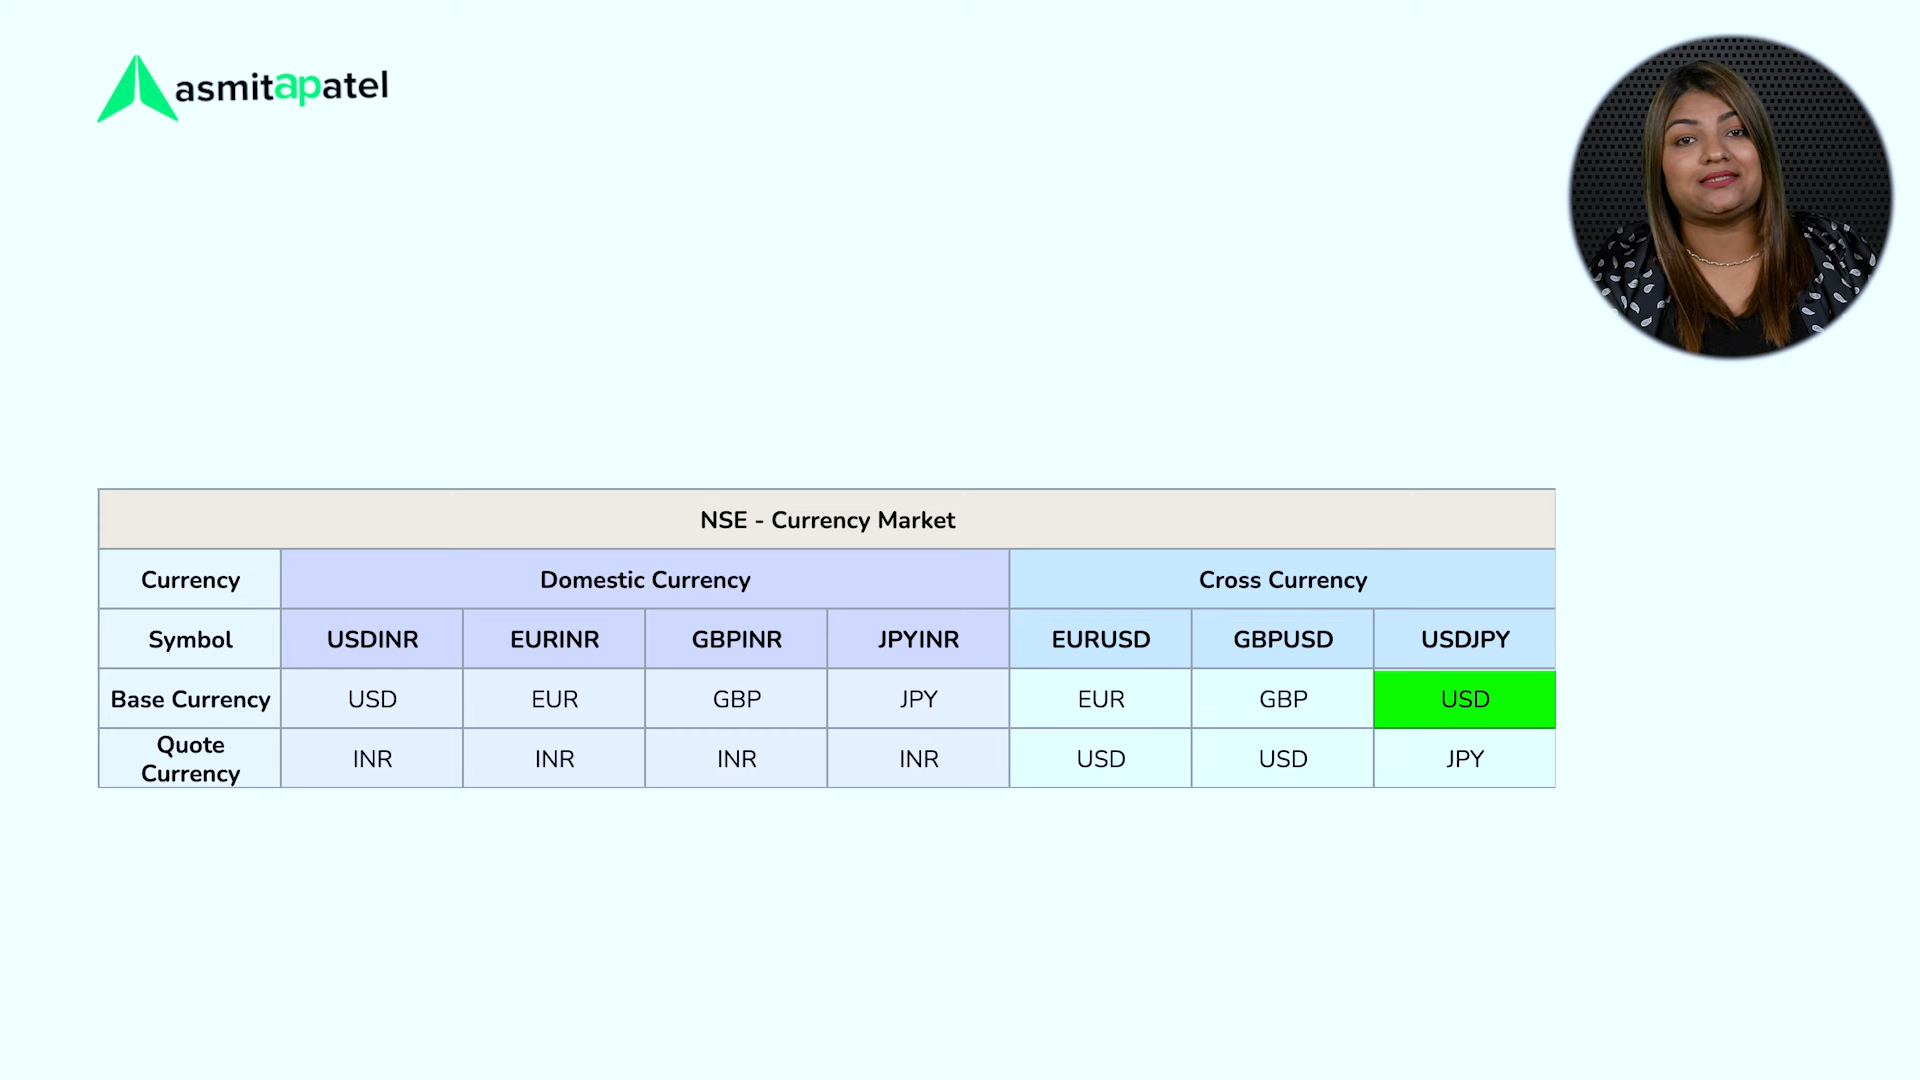 asmitapatel
NSE - Currency Market
Currency Domestic Currency Cross Currency
Symbol USDINR EURINR GBPINR JPYINR EURUSD GBPUSD USDJPY
Base Currency USD EUR GBP JPY EUR GBP USD
Quote
Currency INR INR INR INR USD USD JPY